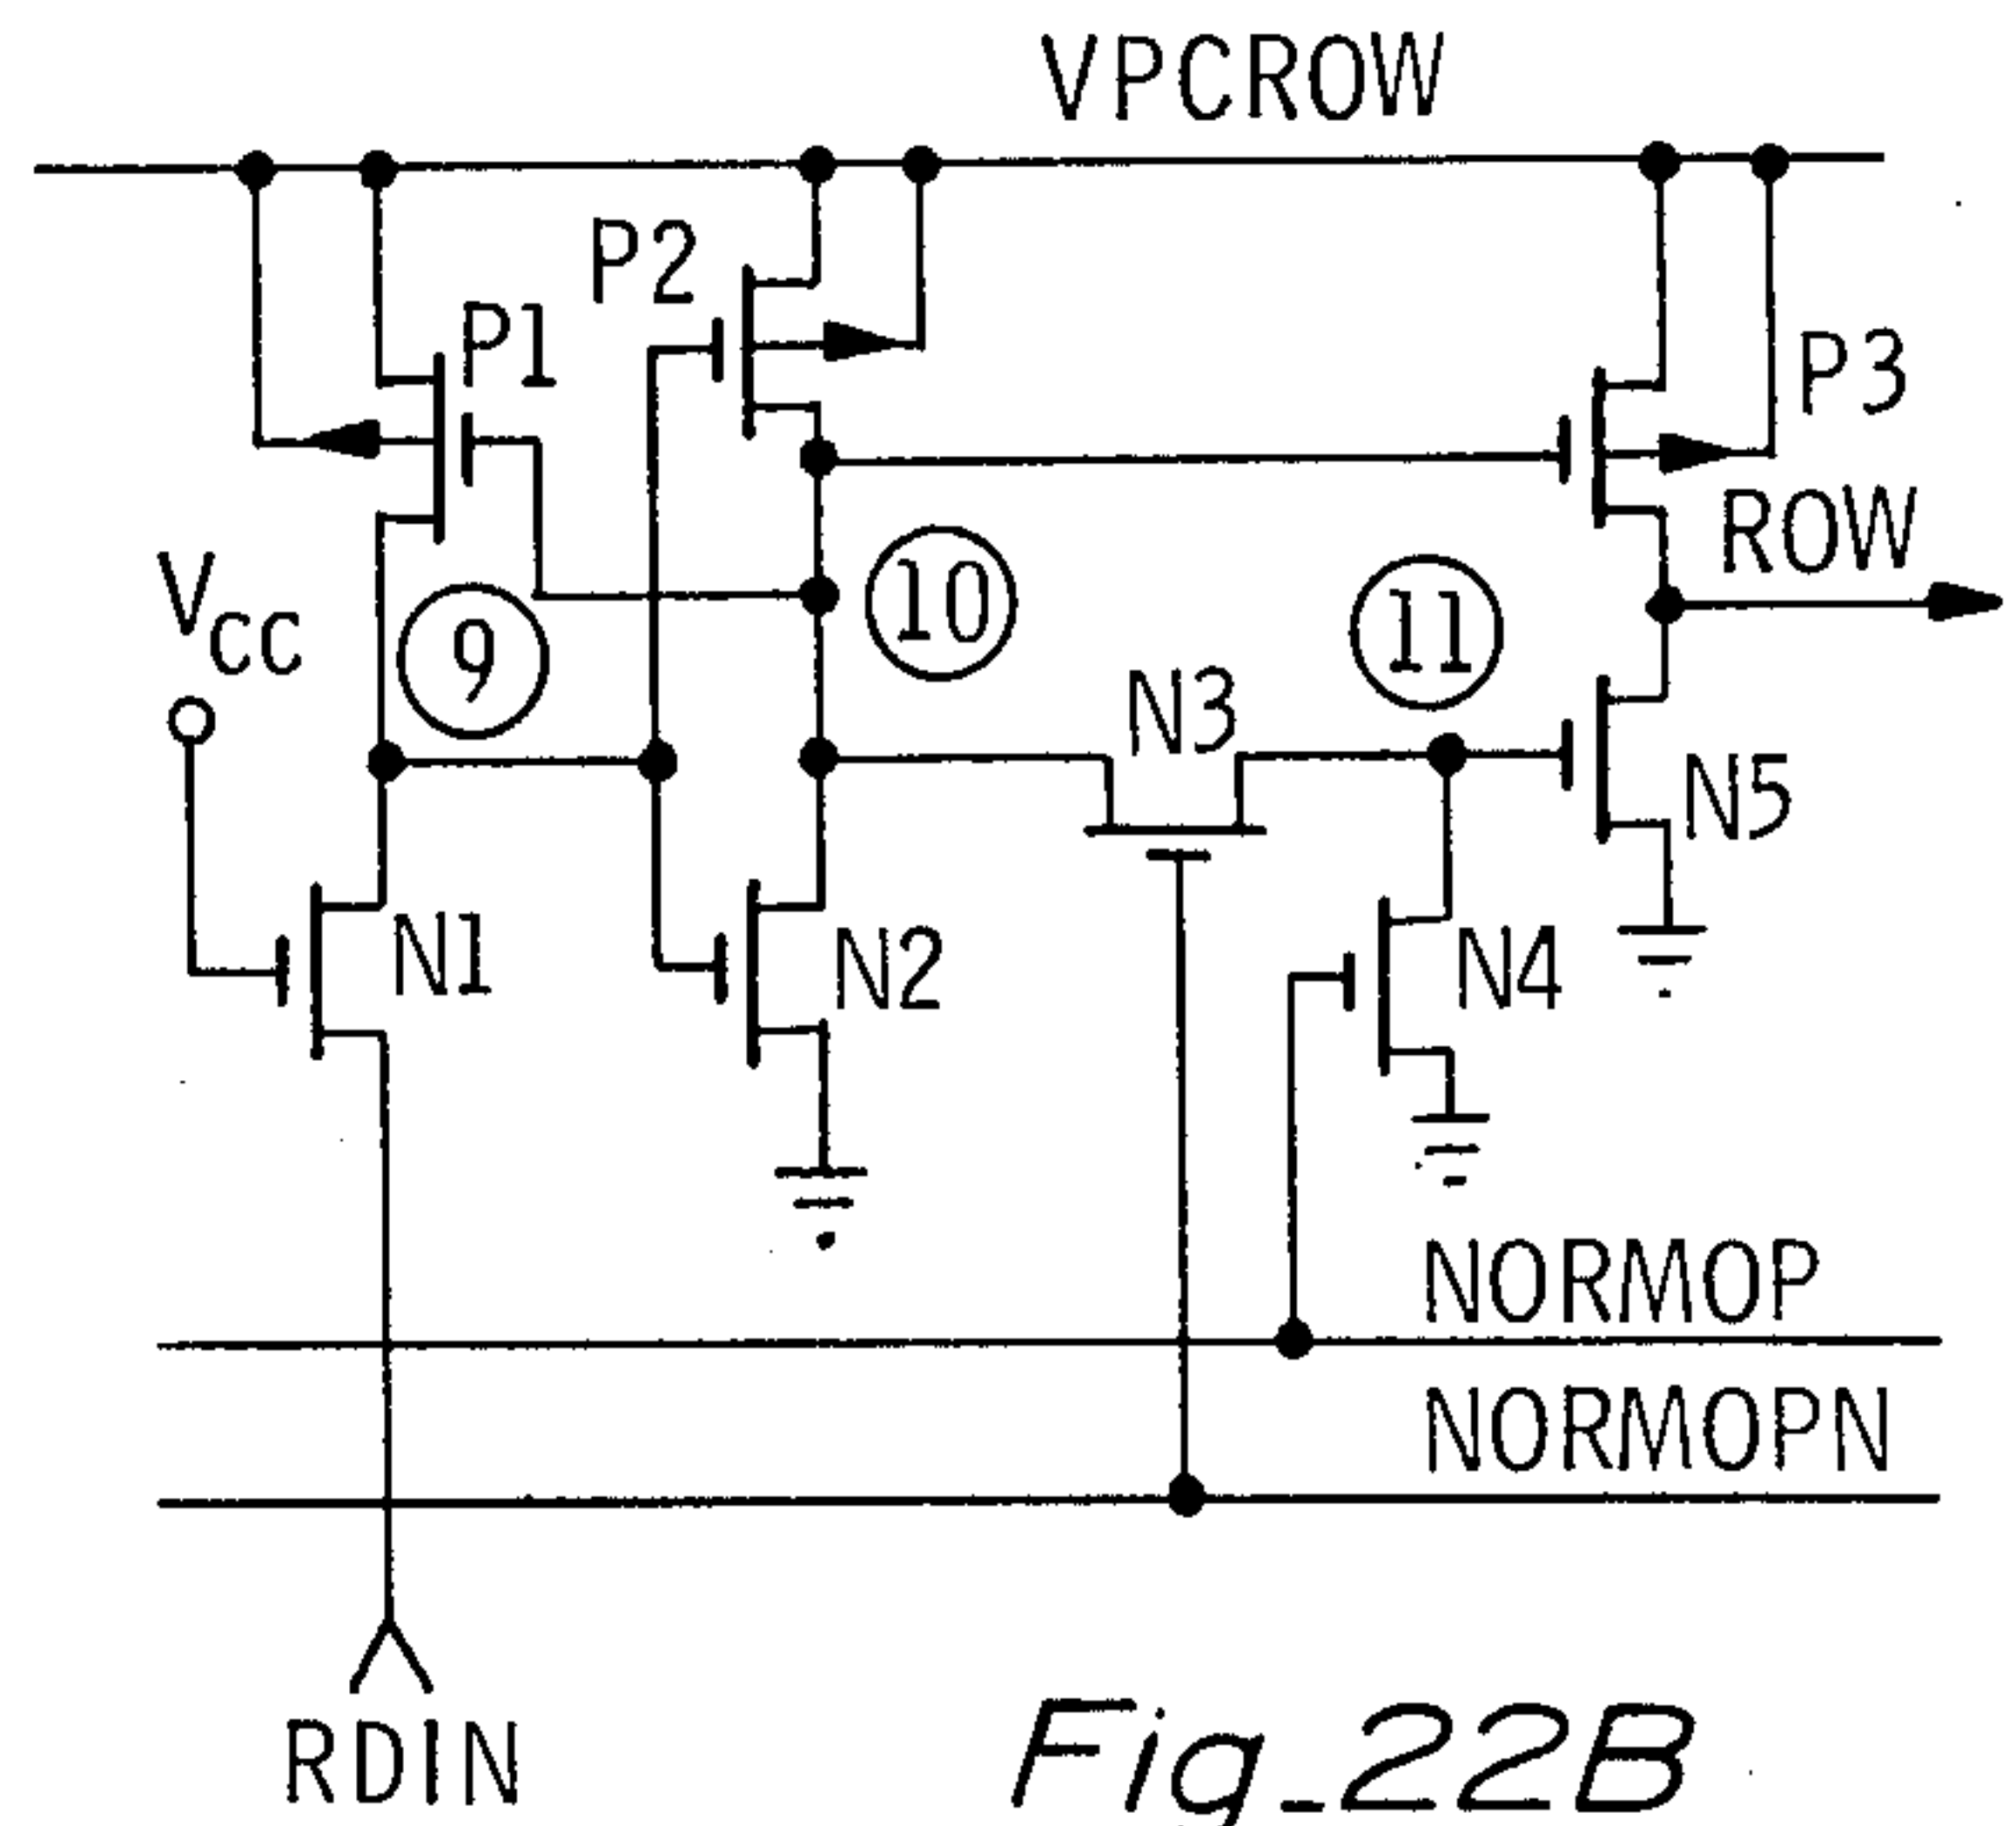 VPCROW
P2
P1
P3
ROW
VCC
9
10
11
N3
N5
N1
N2
N4
NORMOP
NORMOPN
RDIN
Fig_22B